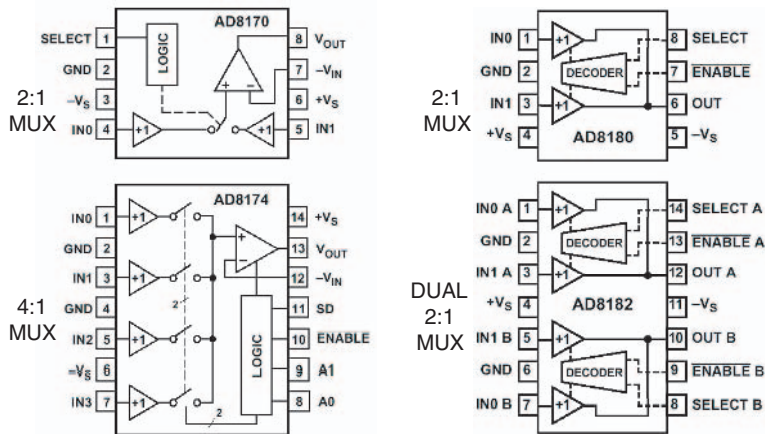 AD8170
SELECT 1
8 VOUT
LOGIC
GND 2
7 –VIN
–VS 3
6 +VS
IN0 4
5 IN1
+1
+1
+
–
2:1
MUX
AD8174
IN0 1
14 +VS
GND 2
13 VOUT
IN1 3
12 –VIN
GND 4
11 SD
IN2 5
10 ENABLE
–VS 6
9 A1
IN3 7
8 A0
+1
+1
+1
+1
+
–
2
2
LOGIC
4:1
MUX
IN0 1
8 SELECT
GND 2
7 ENABLE
IN1 3
6 OUT
+VS 4
5 –VS
+1
+1
DECODER
AD8180
2:1
MUX
IN0 A 1
14 SELECT A
GND 2
13 ENABLE A
IN1 A 3
12 OUT A
+VS 4
11 –VS
IN1 B 5
10 OUT B
GND 6
9 ENABLE B
IN0 B 7
8 SELECT B
+1
DECODER
+1
AD8182
+1
DECODER
+1
DUAL
2:1
MUX